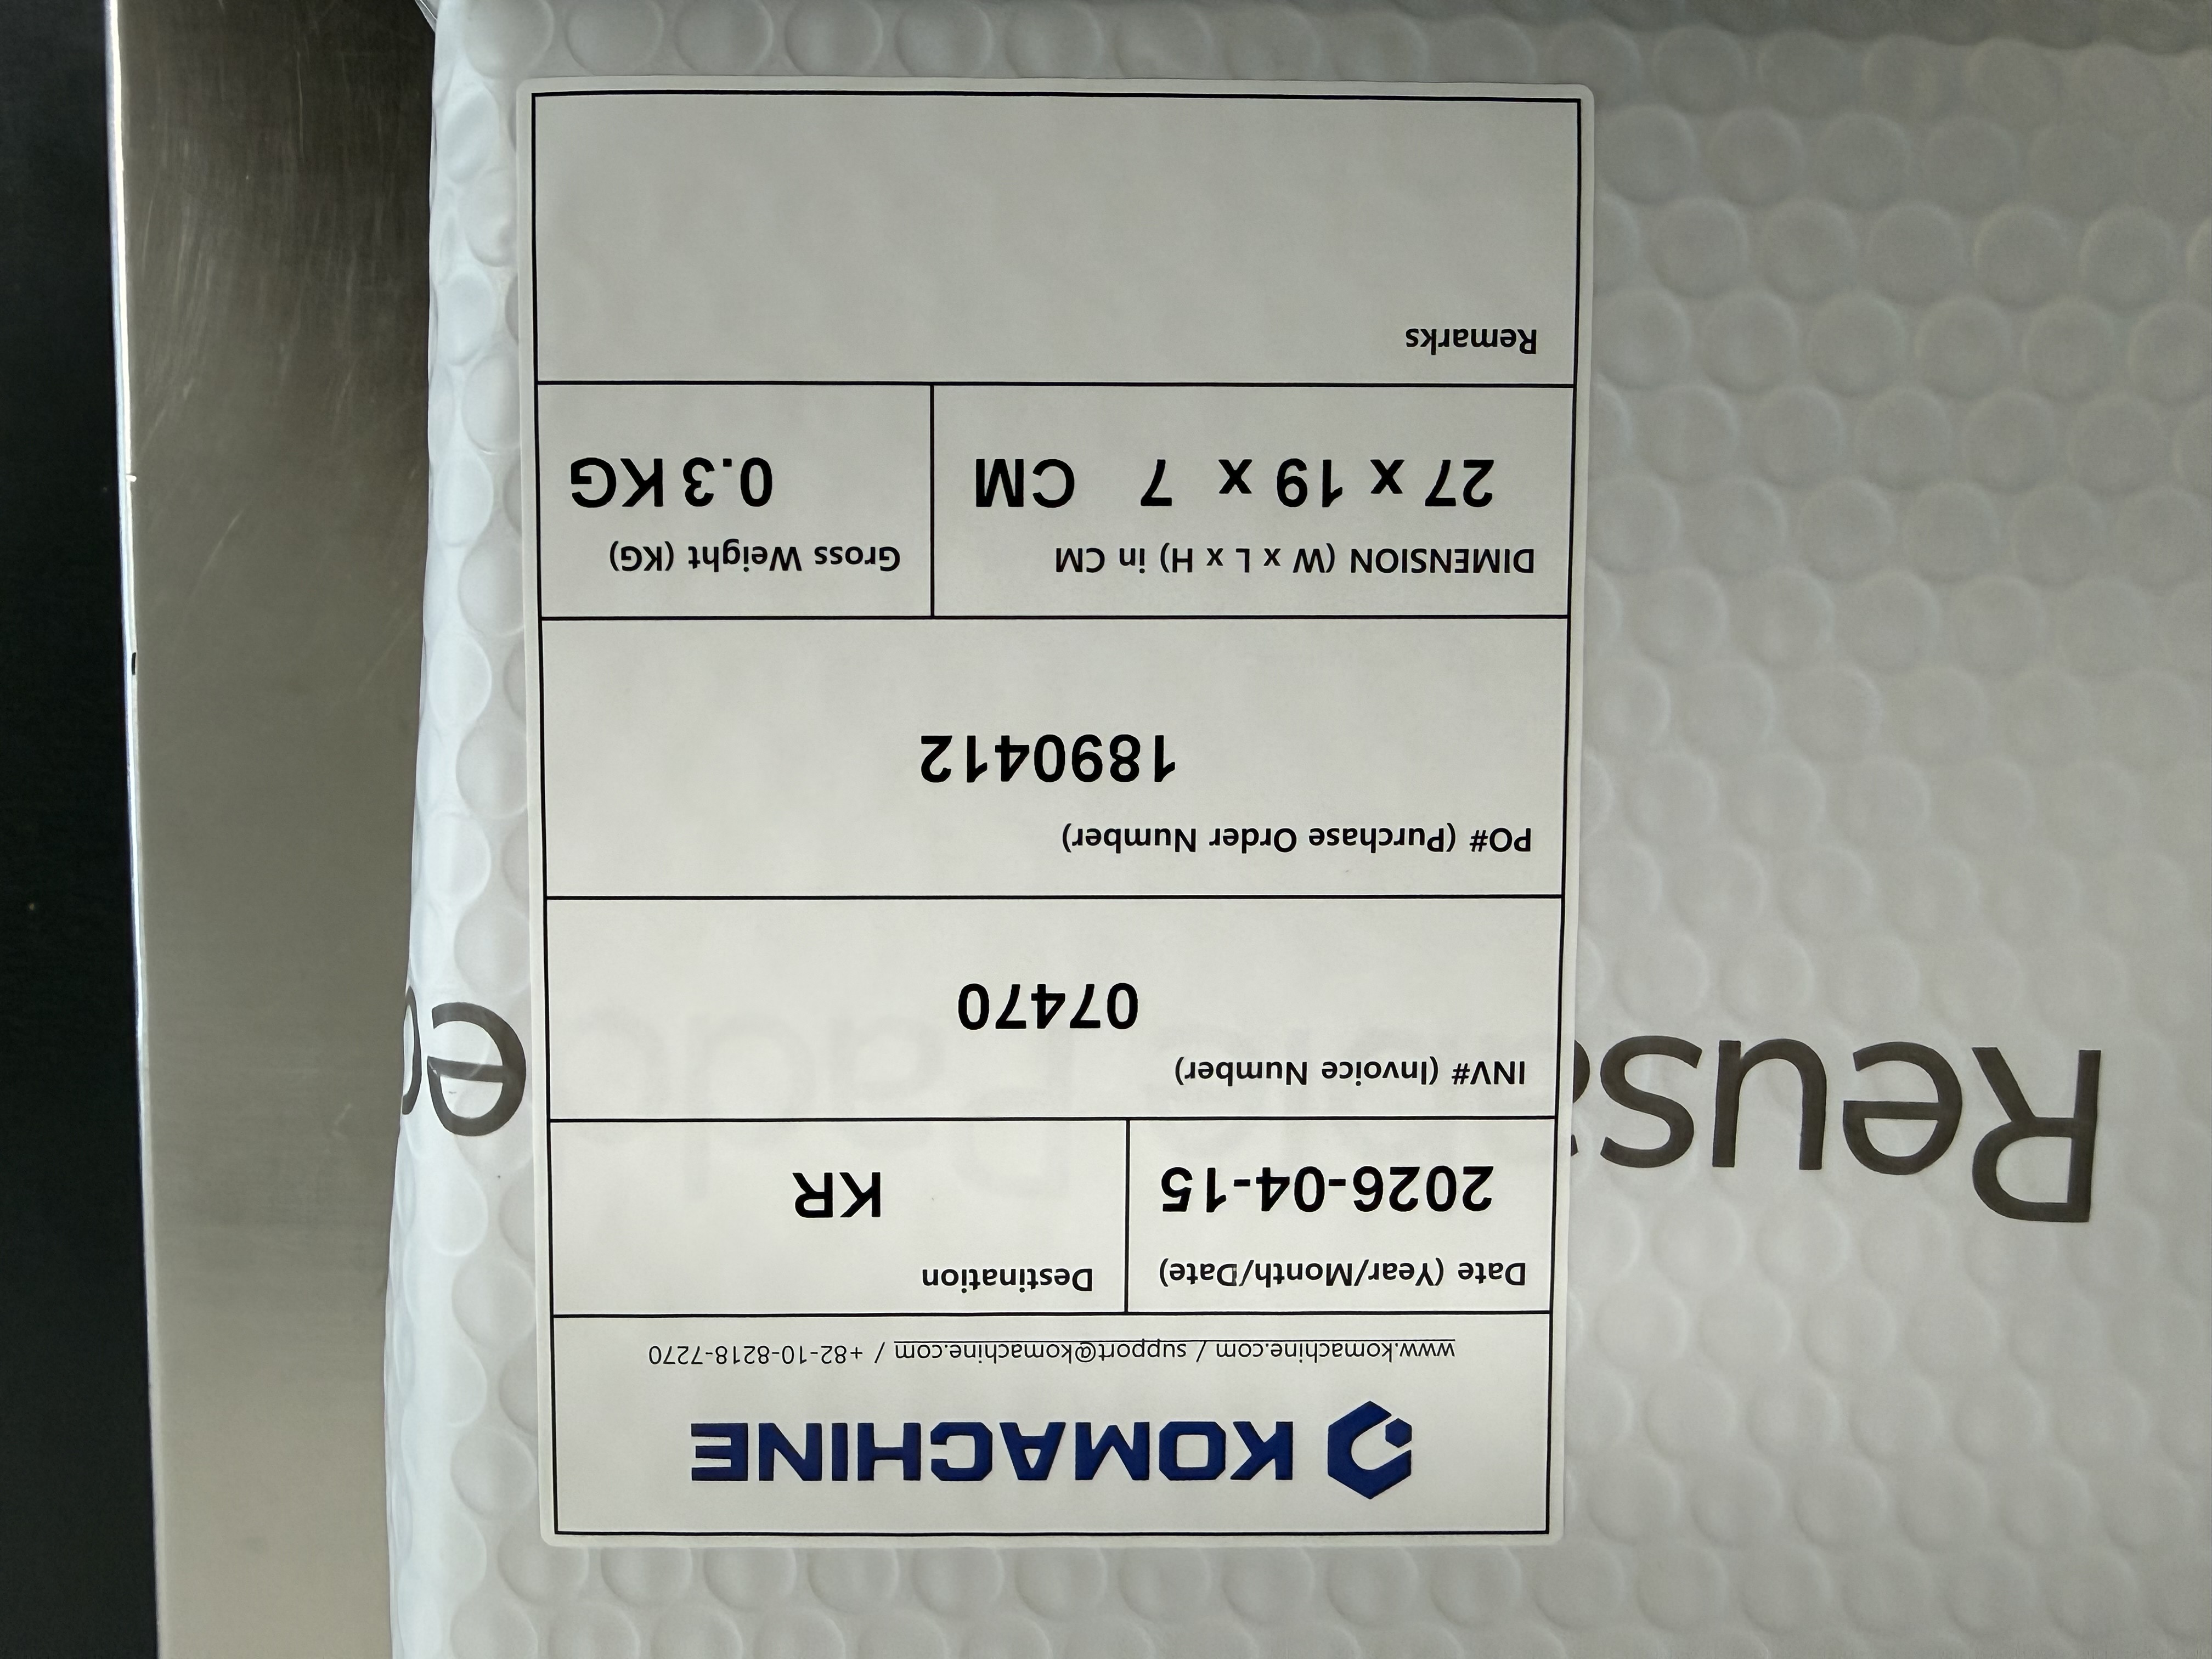 KOMACHINE
www.komachine.com / support@komachine.com / +82-10-8218-7270
Date (Year/Month/Date)
2026-04-15
Destination
KR
INV# (Invoice Number)
07470
PO# (Purchase Order Number)
1890412
DIMENSION (W x L x H) in CM
27 x 19 x 7 CM
Gross Weight (KG)
0.3 KG
Remarks